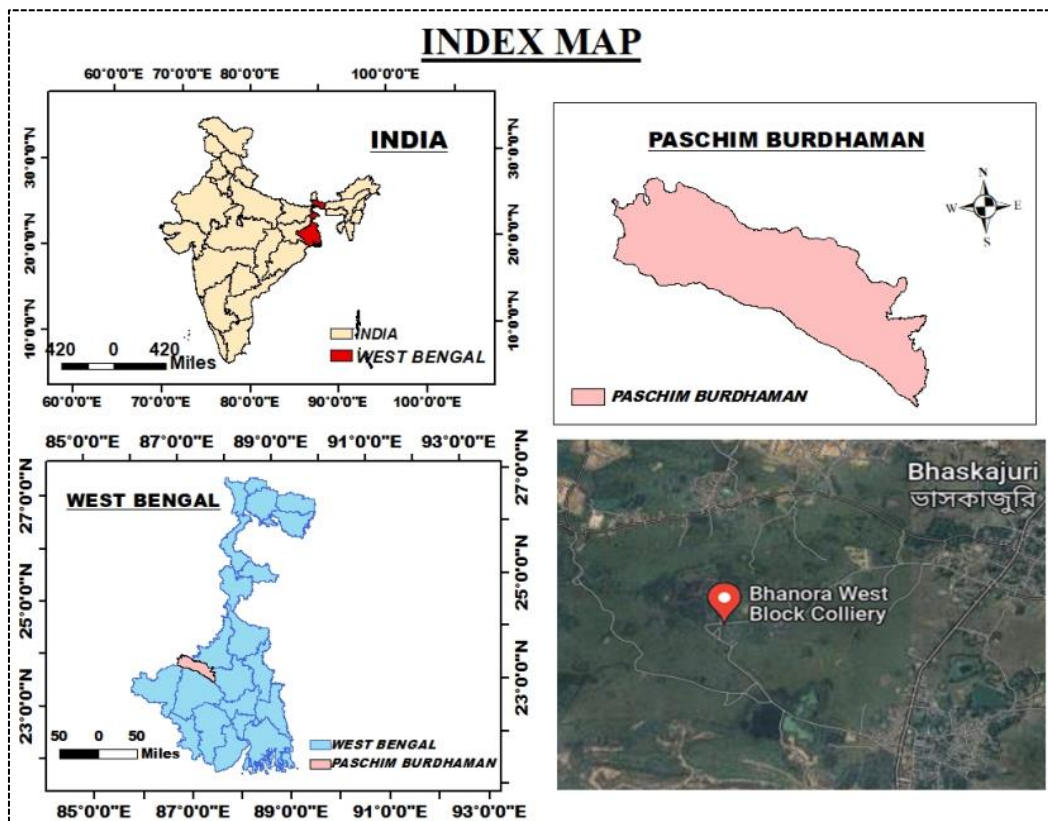 INDEX MAP
60°0'0"E 70°0'0"E 80°0'0"E 100°0'0"E
INDIA
30°0'0"N
20°0'0"N
10°0'0"N
30°0'0"N
20°0'0"N
10°0'0"N
420 0 420
Miles
INDIA
WEST BENGAL
60°0'0"E 70°0'0"E 80°0'0"E 90°0'0"E 100°0'0"E
PASCHIM BURDHAMAN
N
W E
S
PASCHIM BURDHAMAN
85°0'0"E 87°0'0"E 89°0'0"E 91°0'0"E 93°0'0"E
WEST BENGAL
27°0'0"N
25°0'0"N
23°0'0"N
27°0'0"N
25°0'0"N
23°0'0"N
50 0 50
Miles
WEST BENGAL
PASCHIM BURDHAMAN
85°0'0"E 87°0'0"E 89°0'0"E 91°0'0"E 93°0'0"E
Bhaskajuri
ভাসকাজুরি
Bhanora West
Block Colliery